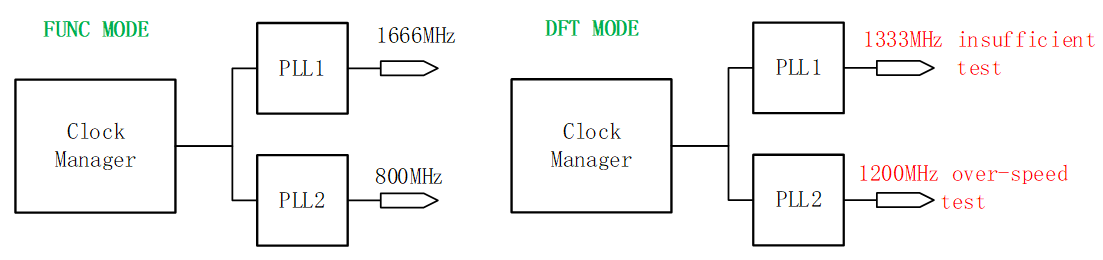 FUNC MODE
1666MHz
PLL1
Clock
Manager
800MHz
PLL2
DFT MODE
1333MHz insufficient
test
PLL1
Clock
Manager
1200MHz over-speed
test
PLL2